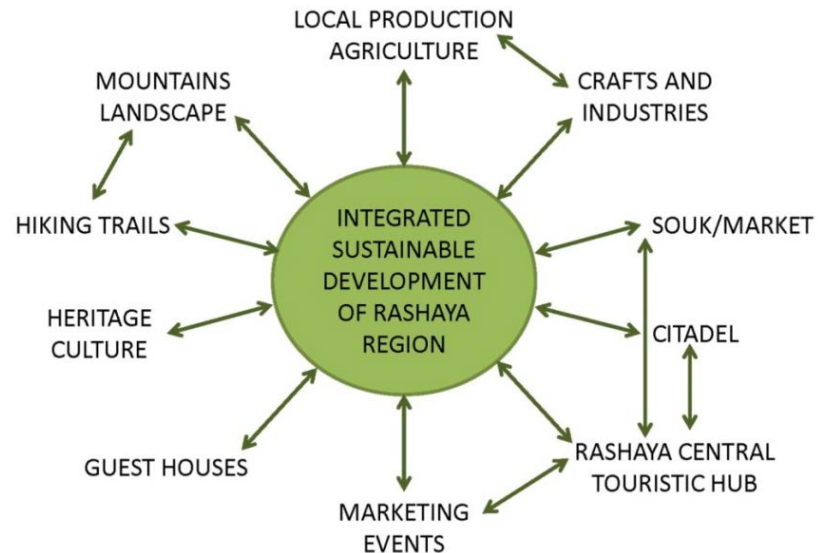 LOCAL PRODUCTION
AGRICULTURE
MOUNTAINS
LANDSCAPE
CRAFTS AND
INDUSTRIES
HIKING TRAILS
INTEGRATED
SUSTAINABLE
DEVELOPMENT
OF RASHAYA
REGION
SOUK/MARKET
HERITAGE
CULTURE
CITADEL
GUEST HOUSES
RASHAYA CENTRAL
TOURISTIC HUB
MARKETING
EVENTS